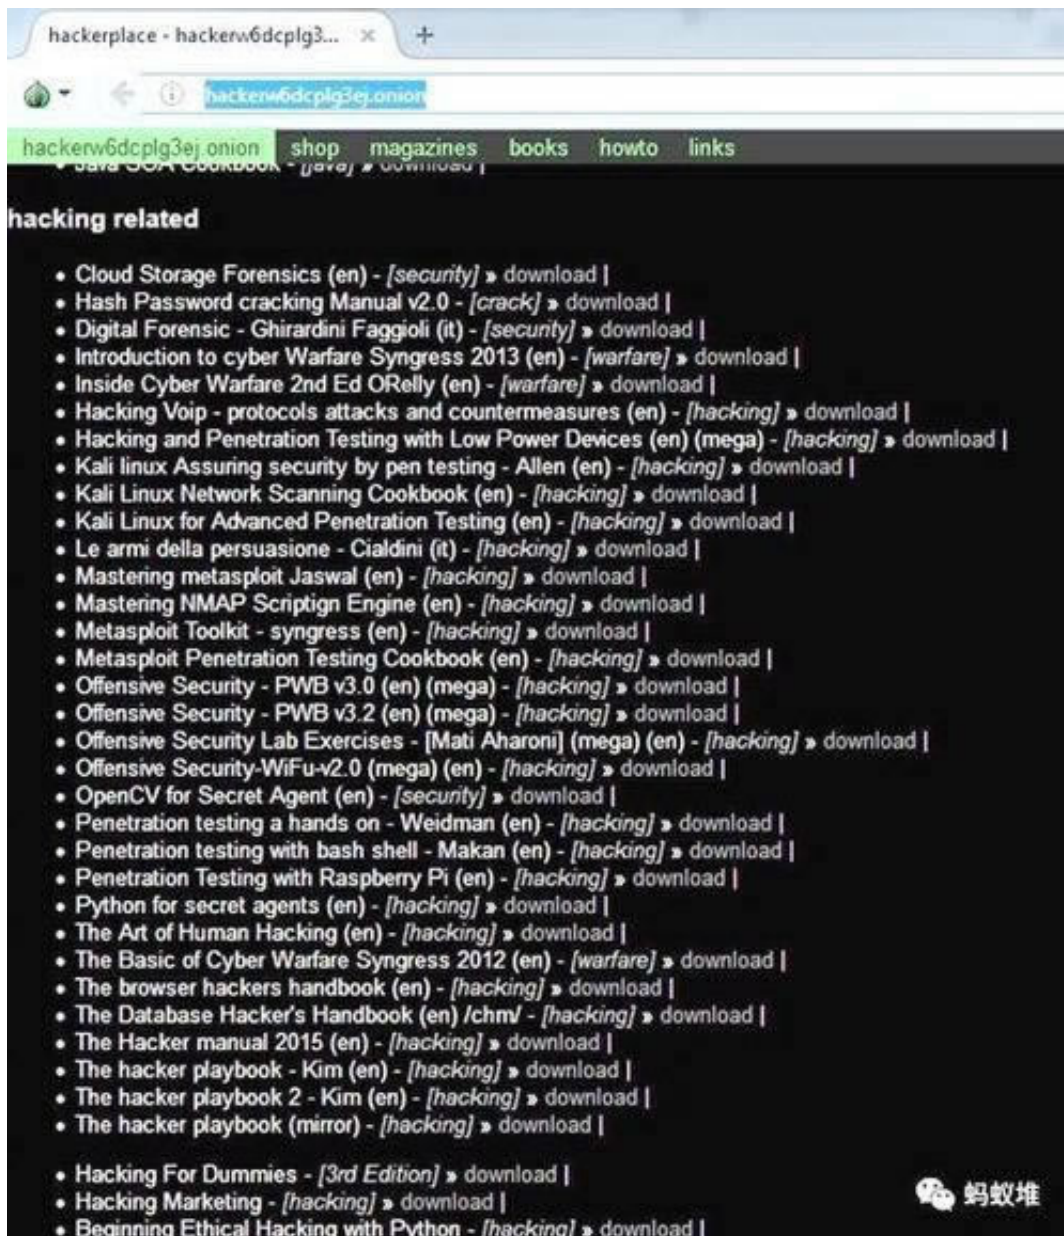 hackerplace - hackerw6dcplg3... × +
hackerw6dcplg3ej.onion
hackerw6dcplg3ej.onion shop magazines books howto links
Java SOA Cookbook - [java] » download |
hacking related
• Cloud Storage Forensics (en) - [security] » download |
• Hash Password cracking Manual v2.0 - [crack] » download |
• Digital Forensic - Ghirardini Faggioli (it) - [security] » download |
• Introduction to cyber Warfare Syngress 2013 (en) - [warfare] » download |
• Inside Cyber Warfare 2nd Ed ORelly (en) - [warfare] » download |
• Hacking Voip - protocols attacks and countermeasures (en) - [hacking] » download |
• Hacking and Penetration Testing with Low Power Devices (en) (mega) - [hacking] » download |
• Kali linux Assuring security by pen testing - Allen (en) - [hacking] » download |
• Kali Linux Network Scanning Cookbook (en) - [hacking] » download |
• Kali Linux for Advanced Penetration Testing (en) - [hacking] » download |
• Le armi della persuasione - Cialdini (it) - [hacking] » download |
• Mastering metasploit Jaswal (en) - [hacking] » download |
• Mastering NMAP Scriptign Engine (en) - [hacking] » download |
• Metasploit Toolkit - syngress (en) - [hacking] » download |
• Metasploit Penetration Testing Cookbook (en) - [hacking] » download |
• Offensive Security - PWB v3.0 (en) (mega) - [hacking] » download |
• Offensive Security - PWB v3.2 (en) (mega) - [hacking] » download |
• Offensive Security Lab Exercises - [Mati Aharoni] (mega) (en) - [hacking] » download |
• Offensive Security-WiFu-v2.0 (mega) (en) - [hacking] » download |
• OpenCV for Secret Agent (en) - [security] » download |
• Penetration testing a hands on - Weidman (en) - [hacking] » download |
• Penetration testing with bash shell - Makan (en) - [hacking] » download |
• Penetration Testing with Raspberry Pi (en) - [hacking] » download |
• Python for secret agents (en) - [hacking] » download |
• The Art of Human Hacking (en) - [hacking] » download |
• The Basic of Cyber Warfare Syngress 2012 (en) - [warfare] » download |
• The browser hackers handbook (en) - [hacking] » download |
• The Database Hacker's Handbook (en) /chm/ - [hacking] » download |
• The Hacker manual 2015 (en) - [hacking] » download |
• The hacker playbook - Kim (en) - [hacking] » download |
• The hacker playbook 2 - Kim (en) - [hacking] » download |
• The hacker playbook (mirror) - [hacking] » download |
• Hacking For Dummies - [3rd Edition] » download |
• Hacking Marketing - [hacking] » download |
• Beginning Ethical Hacking with Python - [hacking] » download |
蚂蚁堆